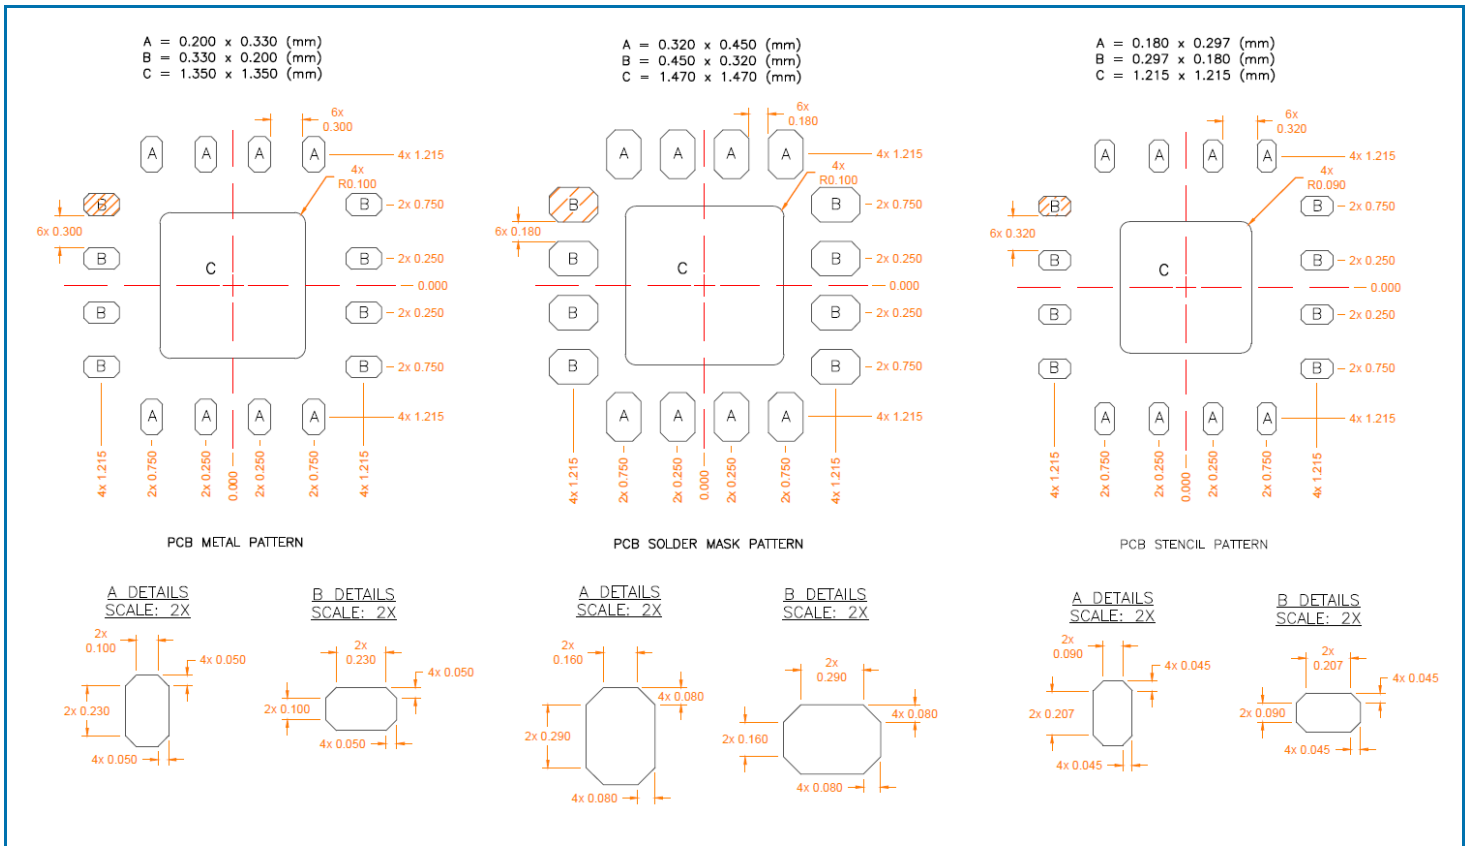 A = 0.200 x 0.330 (mm)
B = 0.330 x 0.200 (mm)
C = 1.350 x 1.350 (mm)
6x
0.300
A
A
A
A
4x 1.215
4x
R0.100
B
B
2x 0.750
6x 0.300
B
C
B
2x 0.250
0.000
B
B
2x 0.250
B
B
2x 0.750
A
A
A
A
4x 1.215
4x 1.215
2x 0.750
2x 0.250
0.000
2x 0.250
2x 0.750
4x 1.215
PCB METAL PATTERN
A DETAILS
SCALE: 2X
2x
0.100
4x 0.050
2x 0.230
4x 0.050
B DETAILS
SCALE: 2X
2x
0.230
4x 0.050
2x 0.100
4x 0.050
A = 0.320 x 0.450 (mm)
B = 0.450 x 0.320 (mm)
C = 1.470 x 1.470 (mm)
6x
0.180
A
A
A
A
4x 1.215
4x
R0.100
B
B
2x 0.750
6x 0.180
B
C
B
2x 0.250
0.000
B
B
2x 0.250
B
B
2x 0.750
A
A
A
A
4x 1.215
4x 1.215
2x 0.750
2x 0.250
0.000
2x 0.250
2x 0.750
4x 1.215
PCB SOLDER MASK PATTERN
A DETAILS
SCALE: 2X
2x
0.160
4x 0.080
2x 0.290
4x 0.080
B DETAILS
SCALE: 2X
2x
0.290
4x 0.080
2x 0.160
4x 0.080
A = 0.180 x 0.297 (mm)
B = 0.297 x 0.180 (mm)
C = 1.215 x 1.215 (mm)
6x
0.320
A
A
A
A
4x 1.215
4x
R0.090
B
B
2x 0.750
6x 0.320
B
C
B
2x 0.250
0.000
B
B
2x 0.250
B
B
2x 0.750
A
A
A
A
4x 1.215
4x 1.215
2x 0.750
2x 0.250
0.000
2x 0.250
2x 0.750
4x 1.215
PCB STENCIL PATTERN
A DETAILS
SCALE: 2X
2x
0.090
4x 0.045
2x 0.207
4x 0.045
B DETAILS
SCALE: 2X
2x
0.207
4x 0.045
2x 0.090
4x 0.045